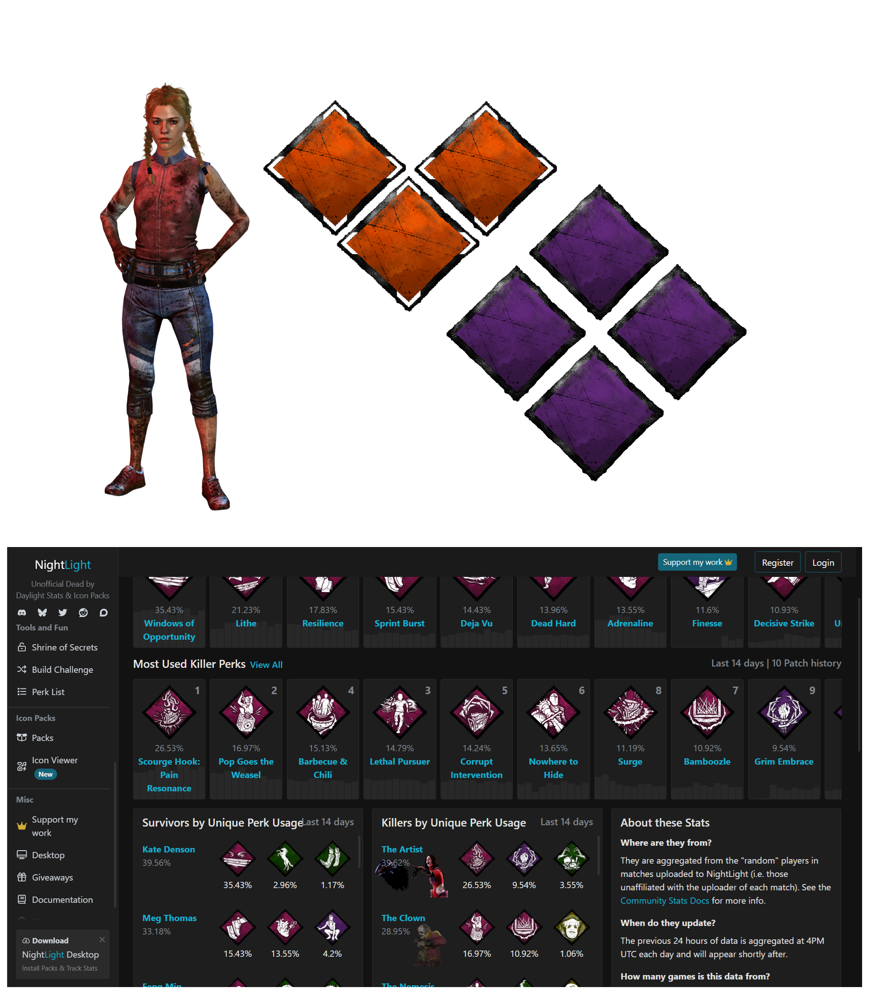 NightLight
Unofficial Dead by
Daylight Stats & Icon Packs
Tools and Fun
Shrine of Secrets
Build Challenge
Perk List
Icon Packs
Packs
Icon Viewer
New
Misc
Support my
work
Desktop
Giveaways
Documentation
Download
NightLight Desktop
Install Packs & Track Stats
Support my work
Register
Login
35.43%
Windows of
Opportunity
21.23%
Lithe
17.83%
Resilience
15.43%
Sprint Burst
14.43%
Deja Vu
13.96%
Dead Hard
13.55%
Adrenaline
11.6%
Finesse
10.93%
Decisive Strike
Most Used Killer Perks View All
Last 14 days | 10 Patch history
1
26.53%
Scourge Hook:
Pain
Resonance
2
16.97%
Pop Goes the
Weasel
4
15.13%
Barbecue &
Chili
3
14.79%
Lethal Pursuer
5
14.24%
Corrupt
Intervention
6
13.65%
Nowhere to
Hide
8
11.19%
Surge
7
10.92%
Bamboozle
9
9.54%
Grim Embrace
Survivors by Unique Perk Usage
Last 14 days
Kate Denson
39.56%
35.43% 2.96% 1.17%
Meg Thomas
33.18%
15.43% 13.55% 4.2%
Feng Min
Killers by Unique Perk Usage
Last 14 days
The Artist
39.62%
26.53% 9.54% 3.55%
The Clown
28.95%
16.97% 10.92% 1.06%
The Nemesis
About these Stats
Where are they from?
They are aggregated from the "random" players in
matches uploaded to NightLight (i.e. those
unaffiliated with the uploader of each match). See the
Community Stats Docs for more info.
When do they update?
The previous 24 hours of data is aggregated at 4PM
UTC each day and will appear shortly after.
How many games is this data from?